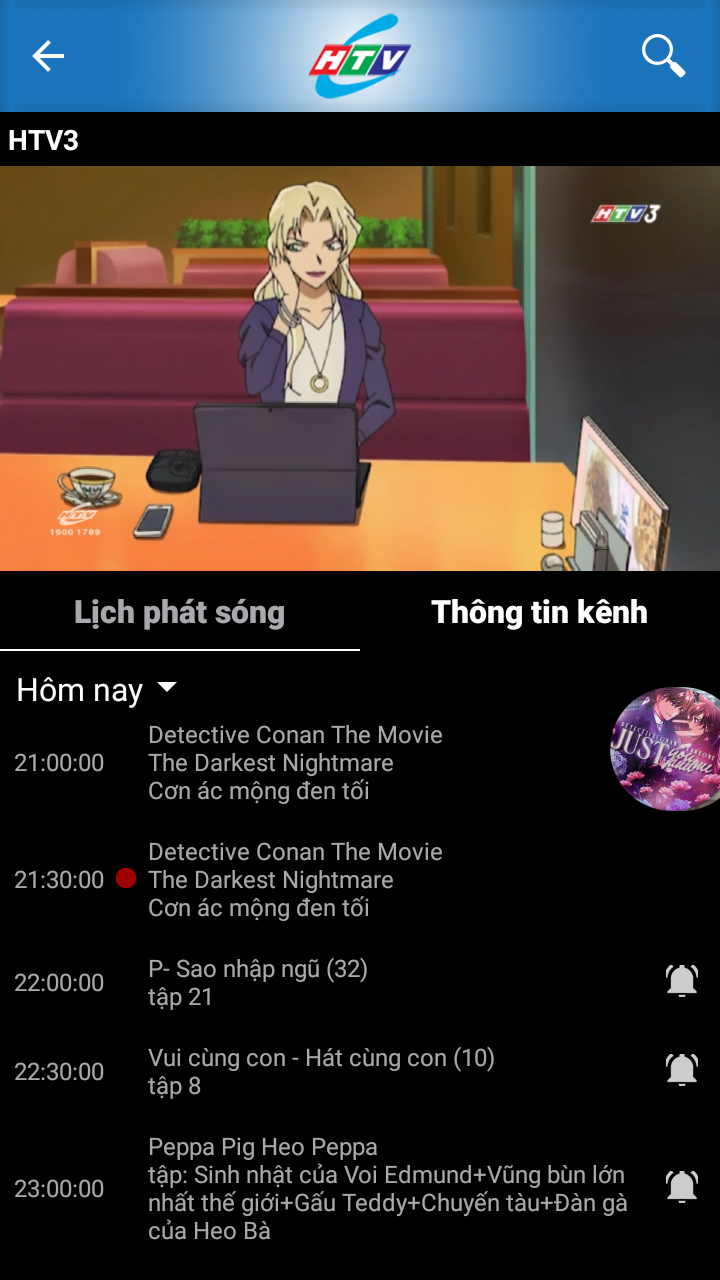 HTV
HTV3
HTV3
HTV
1900 1789
Lịch phát sóng
Thông tin kênh
Hôm nay
JUST
21:00:00
Detective Conan The Movie
The Darkest Nightmare
Cơn ác mộng đen tối
21:30:00
Detective Conan The Movie
The Darkest Nightmare
Cơn ác mộng đen tối
22:00:00
P- Sao nhập ngũ (32)
tập 21
22:30:00
Vui cùng con - Hát cùng con (10)
tập 8
23:00:00
Peppa Pig Heo Peppa
tập: Sinh nhật của Voi Edmund+Vũng bùn lớn
nhất thế giới+Gấu Teddy+Chuyến tàu+Đàn gà
của Heo Bà